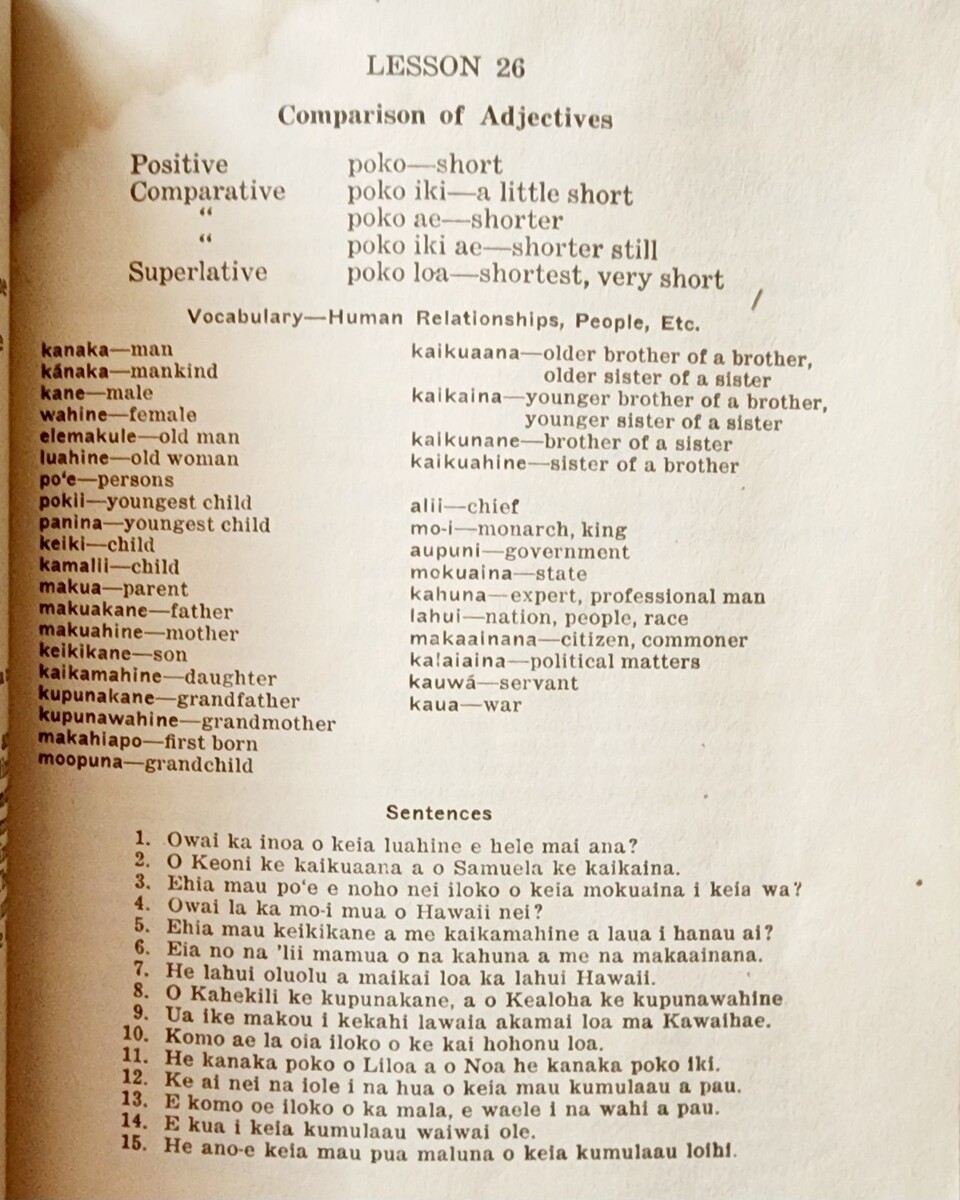 LESSON 26
Comparison of Adjectives
Positive poko—short
Comparative poko iki—a little short
“ poko ae—shorter
“ poko iki ae—shorter still
Superlative poko loa—shortest, very short
Vocabulary—Human Relationships, People, Etc.
kanaka—man
kánaka—mankind
kane—male
wahine—female
elemakule—old man
luahine—old woman
po‘e—persons
pokii—youngest child
panina—youngest child
keiki—child
kamalii—child
makua—parent
makuakane—father
makuahine—mother
keikikane—son
kaikamahine—daughter
kupunakane—grandfather
kupunawahine—grandmother
makahiapo—first born
moopuna—grandchild
kaikuaana—older brother of a brother,
older sister of a sister
kaikaina—younger brother of a brother,
younger sister of a sister
kaikunane—brother of a sister
kaikuahine—sister of a brother
alii—chief
mo-i—monarch, king
aupuni—government
mokuaina—state
kahuna—expert, professional man
lahui—nation, people, race
makaainana—citizen, commoner
kalaiaina—political matters
kauwá—servant
kaua—war
Sentences
1. Owai ka inoa o keia luahine e hele mai ana?
2. O Keoni ke kaikuaana a o Samuela ke kaikaina.
3. Ehia mau po‘e e noho nei iloko o keia mokuaina i keia wa?
4. Owai la ka mo-i mua o Hawaii nei?
5. Ehia mau keikikane a me kaikamahine a laua i hanau ai?
6. Eia no na ’lii mamua o na kahuna a me na makaainana.
7. He lahui oluolu a maikai loa ka lahui Hawaii.
8. O Kahekili ke kupunakane, a o Kealoha ke kupunawahine
9. Ua ike makou i kekahi lawaia akamai loa ma Kawaihae.
10. Komo ae la oia iloko o ke kai hohonu loa.
11. He kanaka poko o Liloa a o Noa he kanaka poko iki.
12. Ke ai nei na iole i na hua o keia mau kumulaau a pau.
13. E komo oe iloko o ka mala, e waele i na wahi a pau.
14. E kua i keia kumulaau waiwai ole.
15. He ano-e keia mau pua maluna o keia kumulaau loihi.